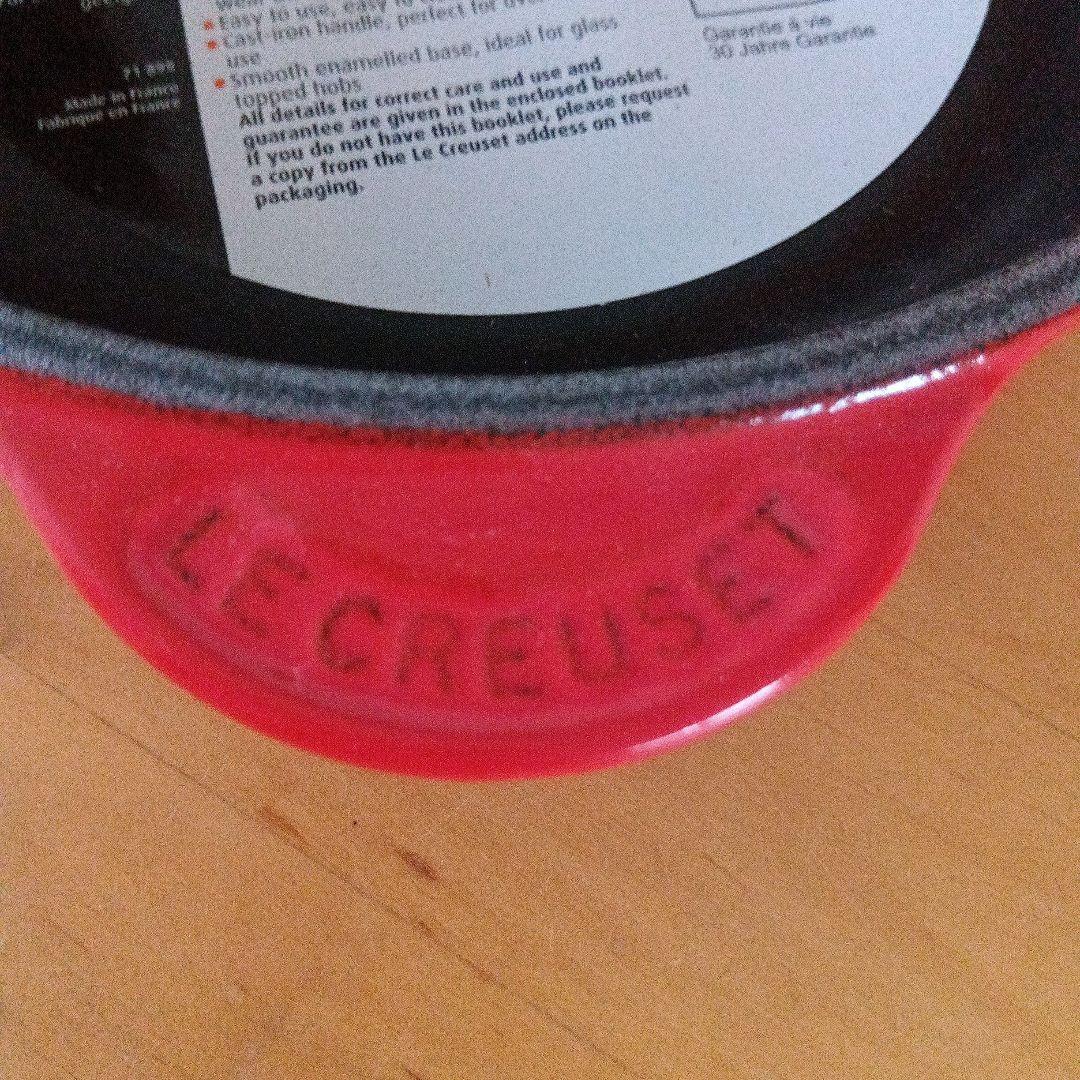 Easy to use, easy to
Cast iron handle, perfect for
use
Smooth enamelled base, ideal for glass
topped hobs
All details for correct care and use and
guarantee are given in the enclosed booklet.
If you do not have this booklet, please request
a copy from the Le Creuset address on the
packaging.
Garantie à vie
30 Jahre Garantie
Made in France
Fabriqué en France
LE CREUSET